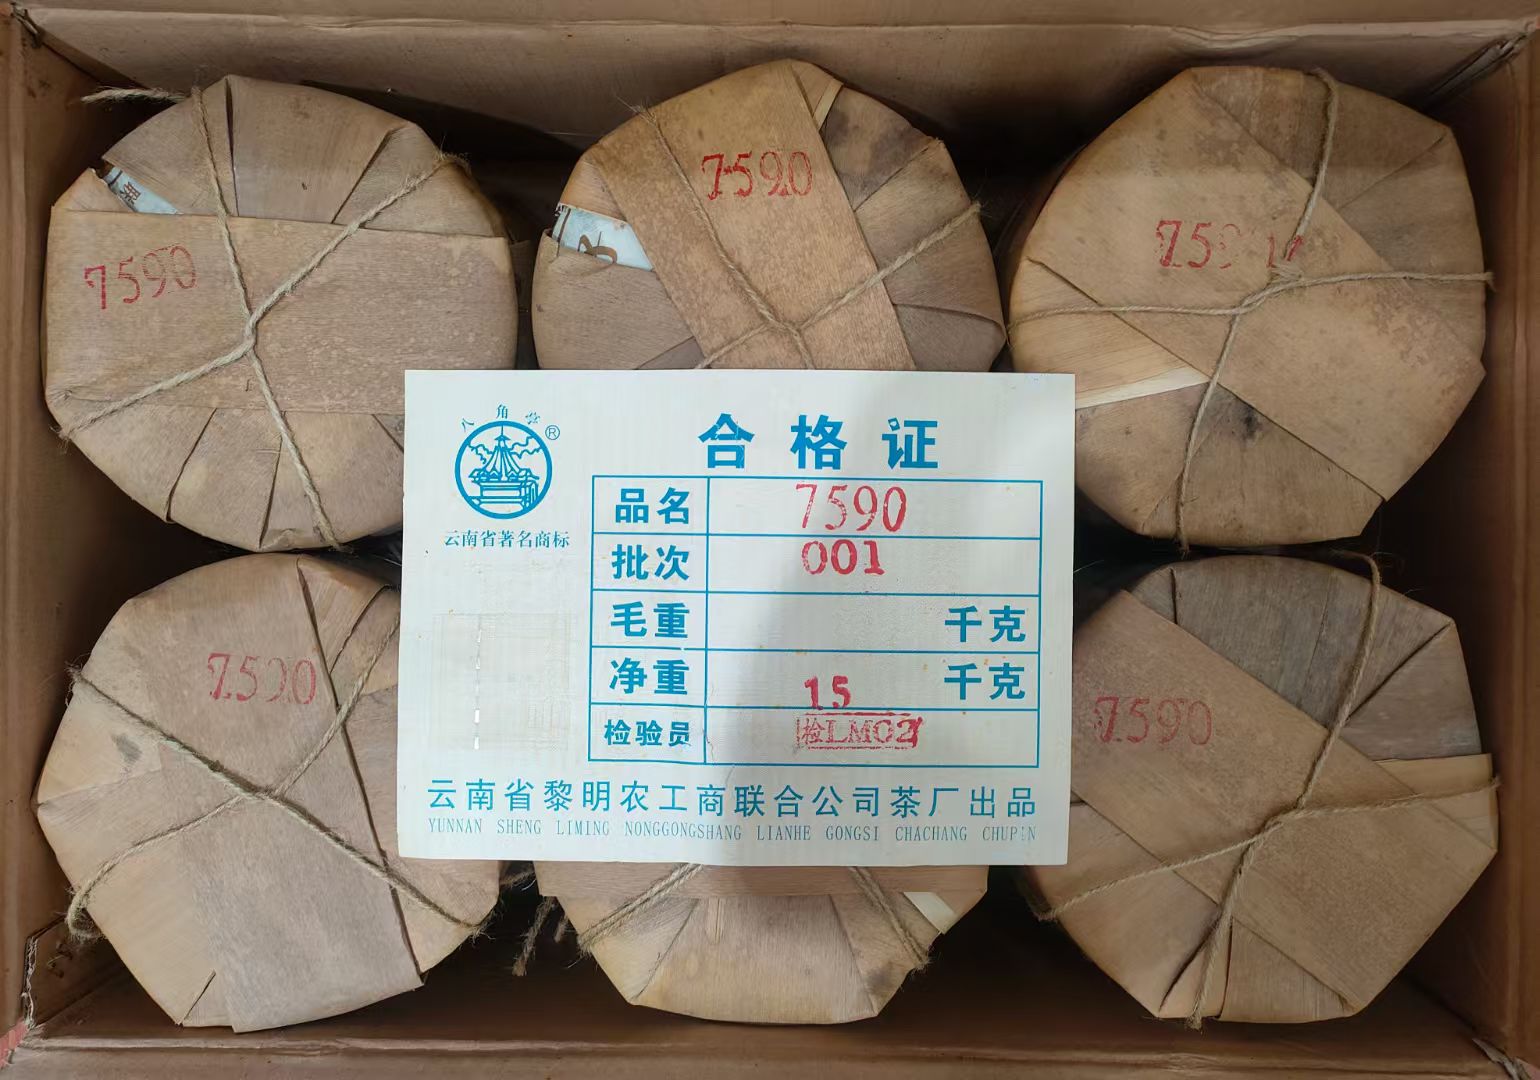 7590
7590
7590
八角亭
®
云南省著名商标
合格证
品名 7590
批次 001
毛重 千克
净重 15 千克
检验员 检LM02
云南省黎明农工商联合公司茶厂出品
YUNNAN SHENG LIMING NONGGONGSHANG LIANHE GONGSI CHACHANG CHUPIN
7590
7590